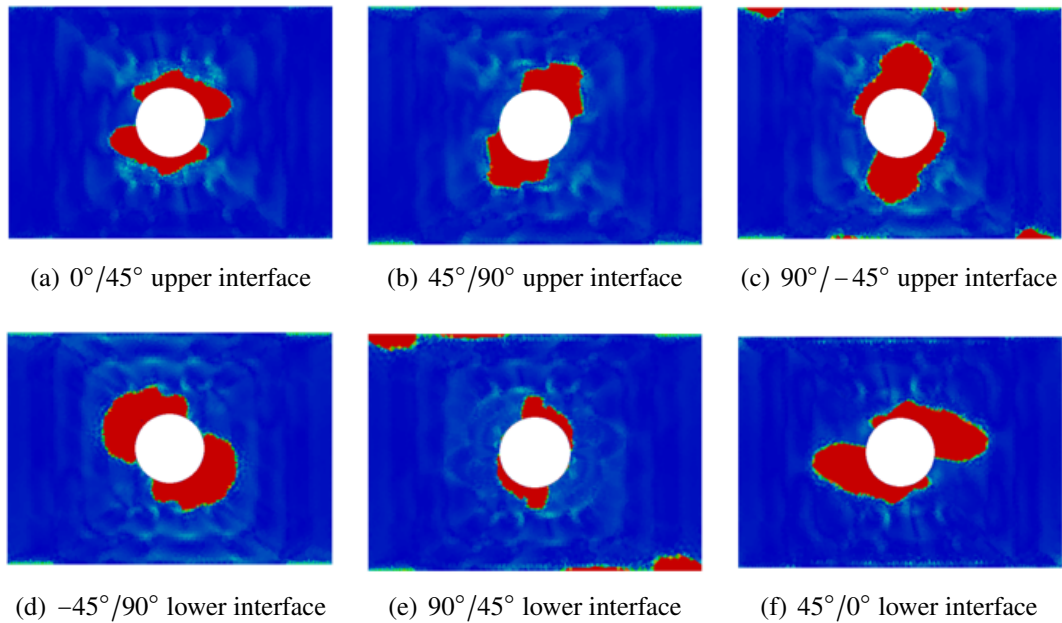 (a) 0°/45° upper interface
(b) 45°/90° upper interface
(c) 90°/–45° upper interface
(d) –45°/90° lower interface
(e) 90°/45° lower interface
(f) 45°/0° lower interface